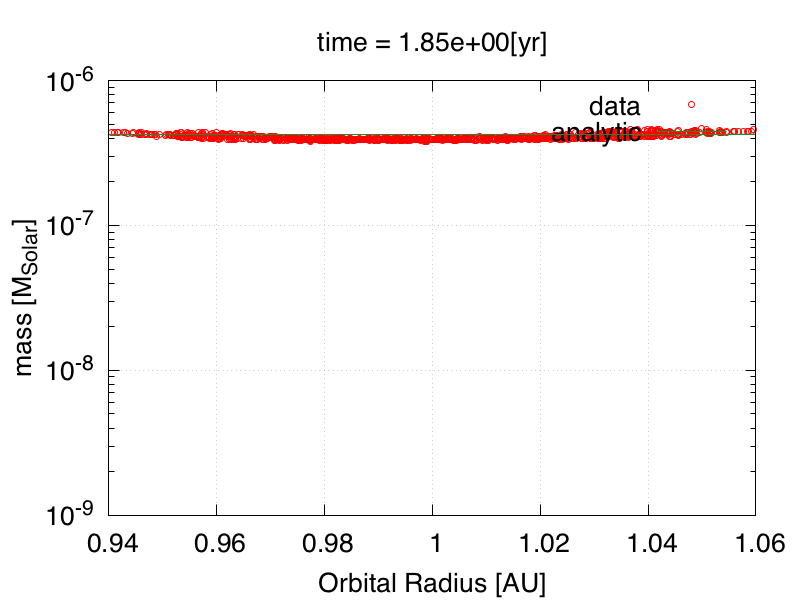 time = 1.85e+00[yr]
10^-6
data
analytic
10^-7
mass [M_Solar]
10^-8
10^-9
0.94 0.96 0.98 1 1.02 1.04 1.06
Orbital Radius [AU]